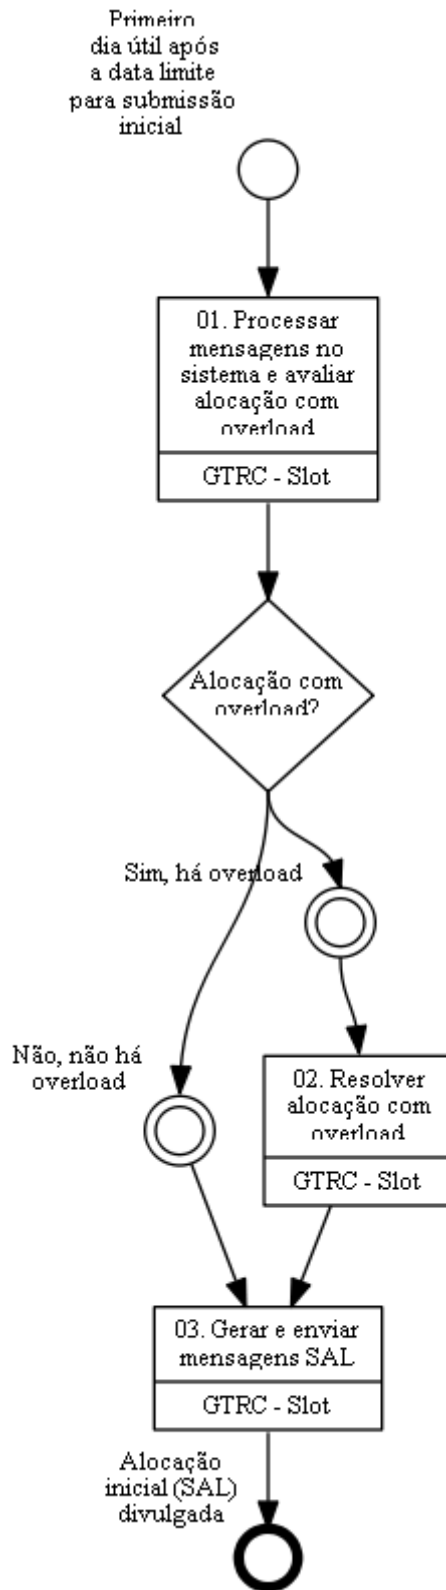 Primeiro
dia útil após
a data limite
para submissão
inicial
01. Processar
mensagens no
sistema e avaliar
alocação com
overload
GTRC - Slot
Alocação com
overload?
Sim, há overload
Não, não há
overload
02. Resolver
alocação com
overload
GTRC - Slot
03. Gerar e enviar
mensagens SAL
GTRC - Slot
Alocação
inicial (SAL)
divulgada